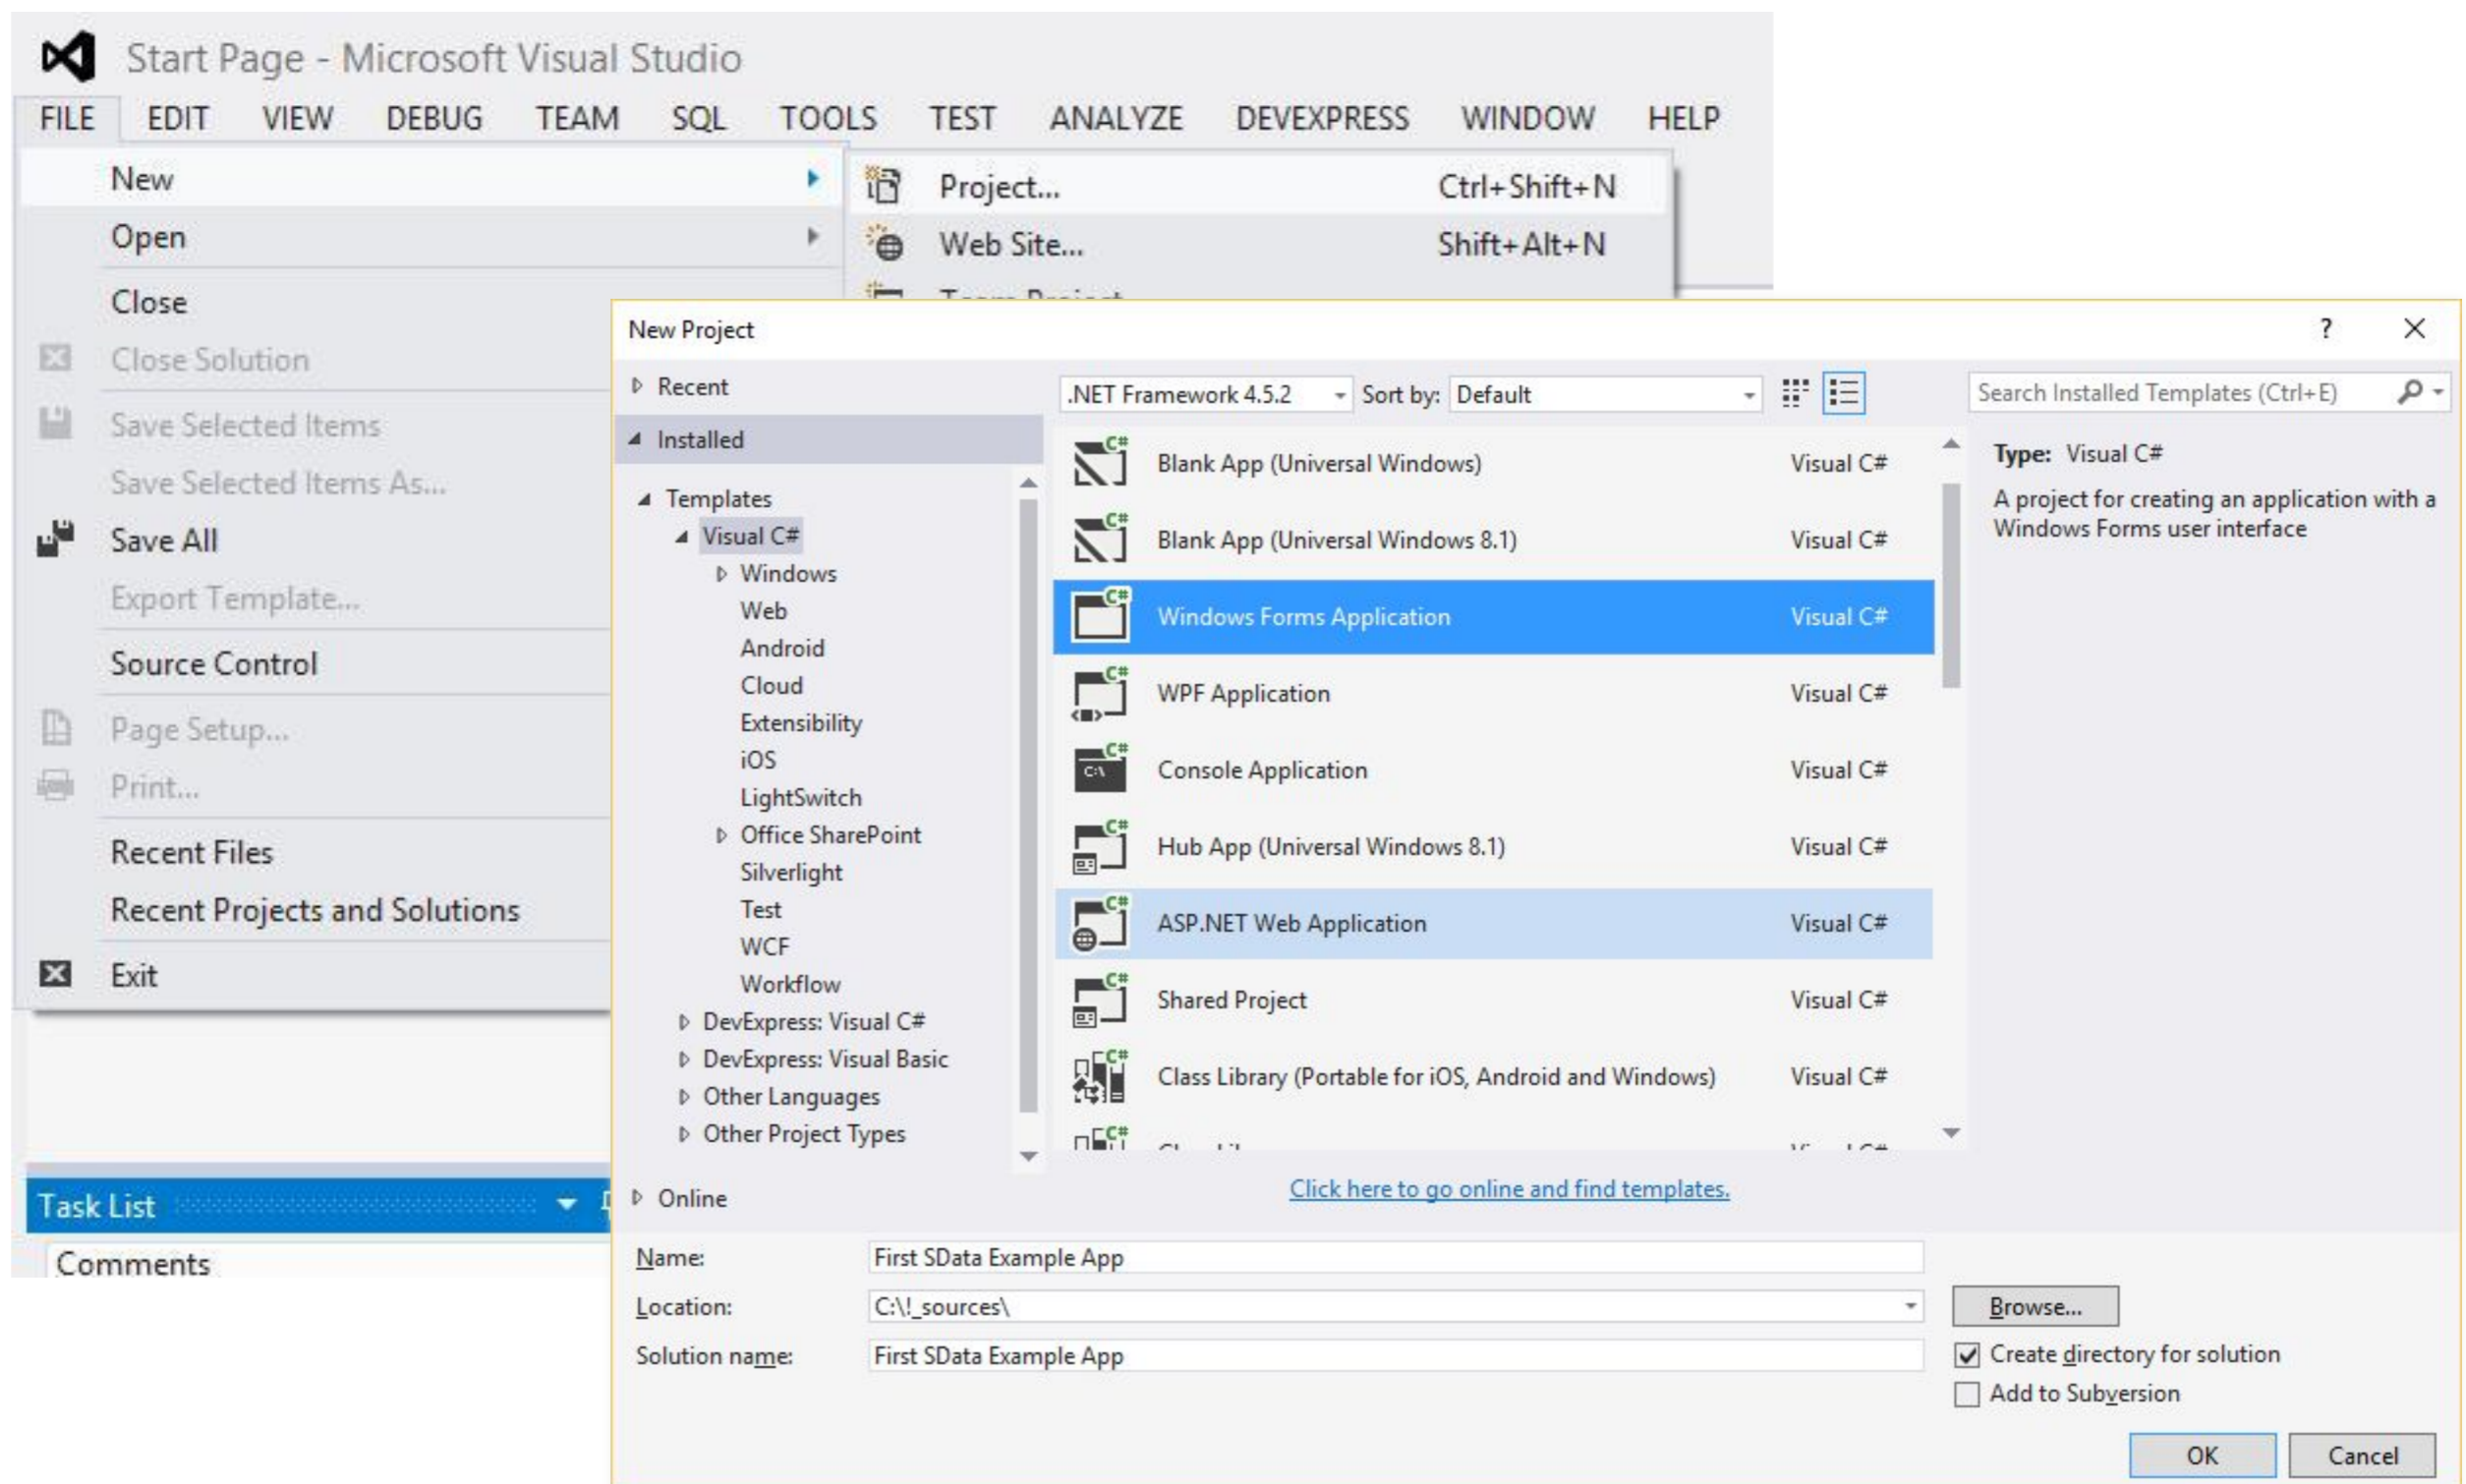 Start Page - Microsoft Visual Studio
FILE EDIT VIEW DEBUG TEAM SQL TOOLS TEST ANALYZE DEVEXPRESS WINDOW HELP
New
Open
Close
Close Solution
Save Selected Items
Save Selected Items As...
Save All
Export Template...
Source Control
Page Setup...
Print...
Recent Files
Recent Projects and Solutions
Exit
Project... Ctrl+Shift+N
Web Site... Shift+Alt+N
Team Project
Task List
Comments
New Project ?
Recent
Installed
Templates
Visual C#
Windows
Web
Android
Cloud
Extensibility
iOS
LightSwitch
Office SharePoint
Silverlight
Test
WCF
Workflow
DevExpress: Visual C#
DevExpress: Visual Basic
Other Languages
Other Project Types
Online
.NET Framework 4.5.2 Sort by: Default
Search Installed Templates (Ctrl+E)
Blank App (Universal Windows) Visual C#
Blank App (Universal Windows 8.1) Visual C#
Windows Forms Application Visual C#
WPF Application Visual C#
Console Application Visual C#
Hub App (Universal Windows 8.1) Visual C#
ASP.NET Web Application Visual C#
Shared Project Visual C#
Class Library (Portable for iOS, Android and Windows) Visual C#
Type: Visual C#
A project for creating an application with a
Windows Forms user interface
Click here to go online and find templates.
Name: First SData Example App
Location: C:\!_sources\
Browse...
Solution name: First SData Example App
Create directory for solution
Add to Subversion
OK Cancel